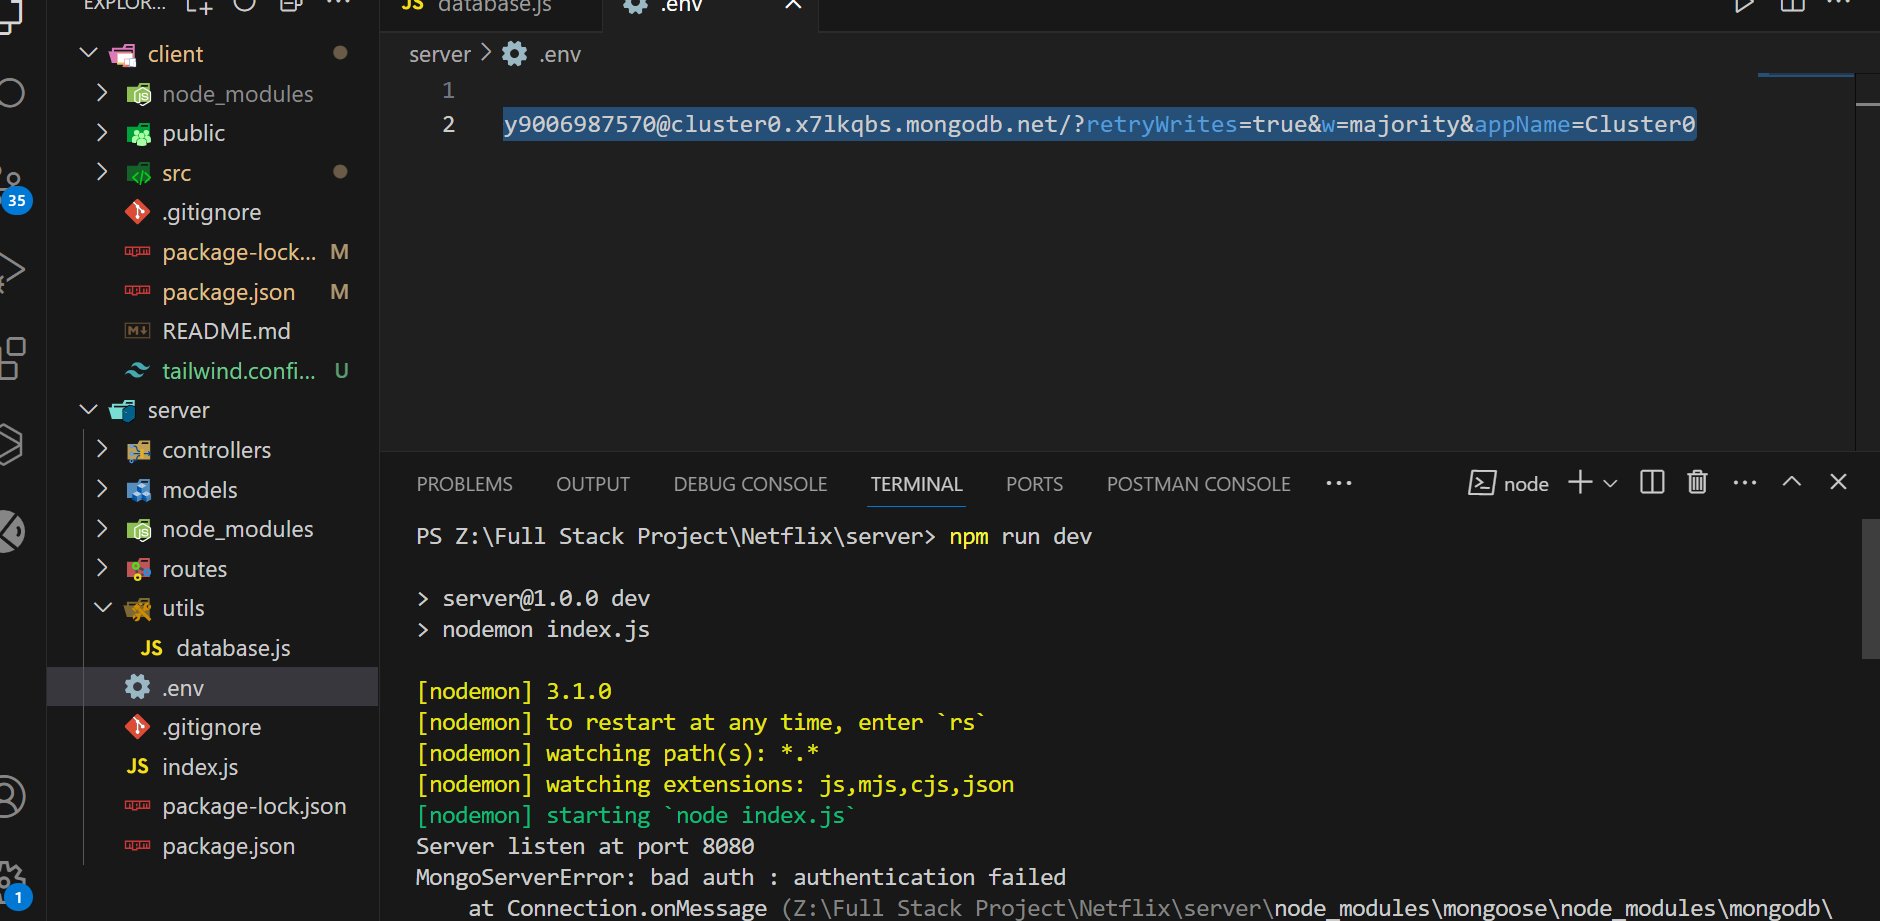 EXPLOR...
JS database.js
.env
client
server > .env
node_modules
1
public
2 y9006987570@cluster0.x7lkqbs.mongodb.net/?retryWrites=true&w=majority&appName=Cluster0
src
35
.gitignore
package-lock... M
package.json M
README.md
tailwind.confi... U
server
controllers
models
node_modules
routes
utils
JS database.js
.env
.gitignore
JS index.js
package-lock.json
package.json
1
PROBLEMS OUTPUT DEBUG CONSOLE TERMINAL PORTS POSTMAN CONSOLE ... node
PS Z:\Full Stack Project\Netflix\server> npm run dev
> server@1.0.0 dev
> nodemon index.js
[nodemon] 3.1.0
[nodemon] to restart at any time, enter `rs`
[nodemon] watching path(s): *.*
[nodemon] watching extensions: js,mjs,cjs,json
[nodemon] starting `node index.js`
Server listen at port 8080
MongoServerError: bad auth : authentication failed
at Connection.onMessage (Z:\Full Stack Project\Netflix\server\node_modules\mongoose\node_modules\mongodb\